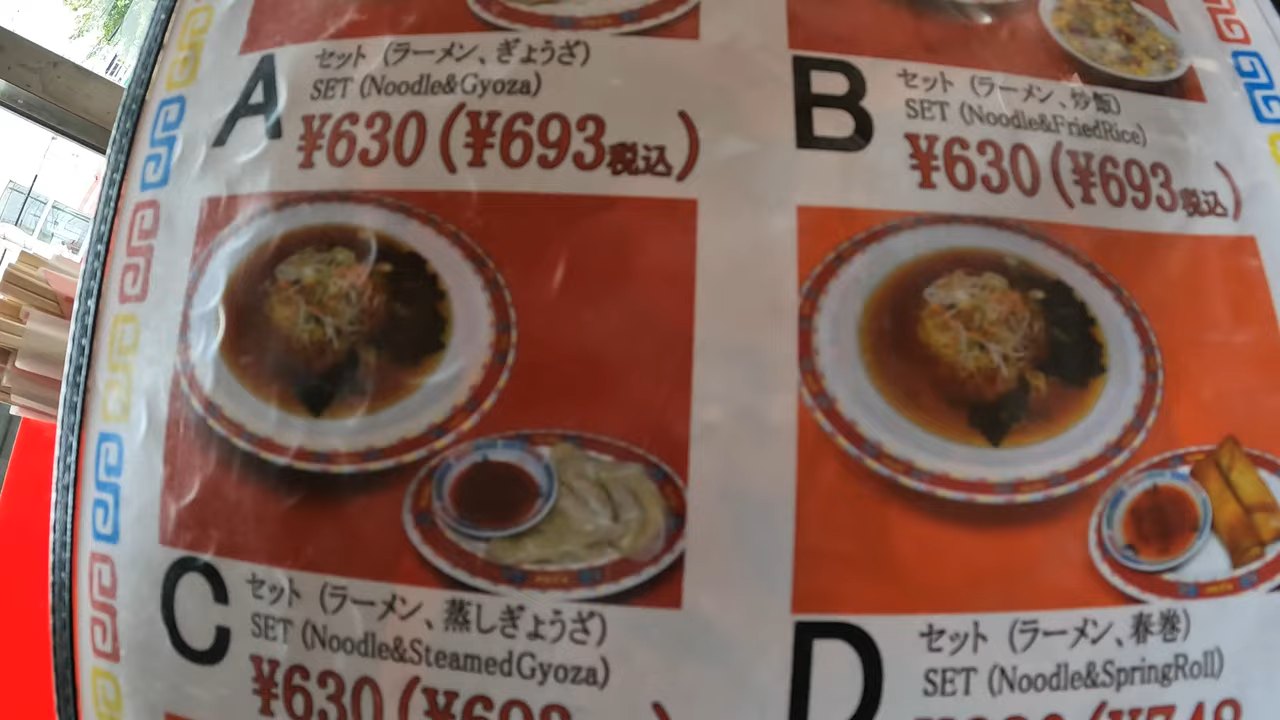 A セット (ラーメン、ぎょうざ)
SET (Noodle&Gyoza)
¥630(¥693税込)
B セット (ラーメン、炒飯)
SET (Noodle&FriedRice)
¥630(¥693税込)
C セット (ラーメン、蒸しぎょうざ)
SET (Noodle&SteamedGyoza)
¥630(¥693
D セット (ラーメン、春巻)
SET (Noodle&SpringRoll)